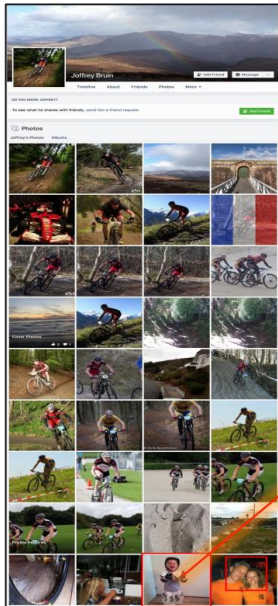 Joffrey Bruin
Add Friend
Message
Timeline About Friends Photos More
DO YOU KNOW JOFFREY?
To see what he shares with friends, send him a friend request.
Add Friend
Photos
Joffrey's Photos Albums
Cover Photos
Profile Pictures